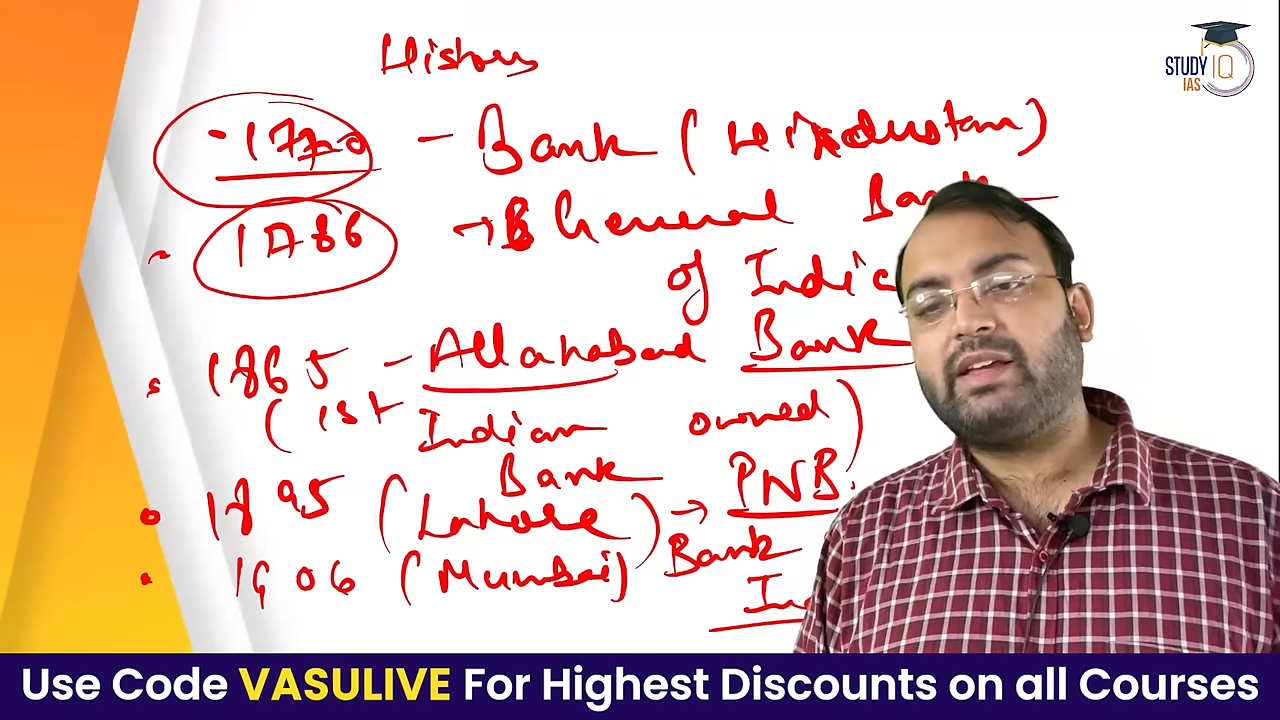 History
STUDY IQ
IAS
1770 - Bank (Hindustan)
1786 → General Bank
of India
1865 - Allahabad Bank
(1st Indian owned)
Bank
1895 (Lahore) → PNB.
1906 (Mumbai) Bank
In
Use Code VASULIVE For Highest Discounts on all Courses